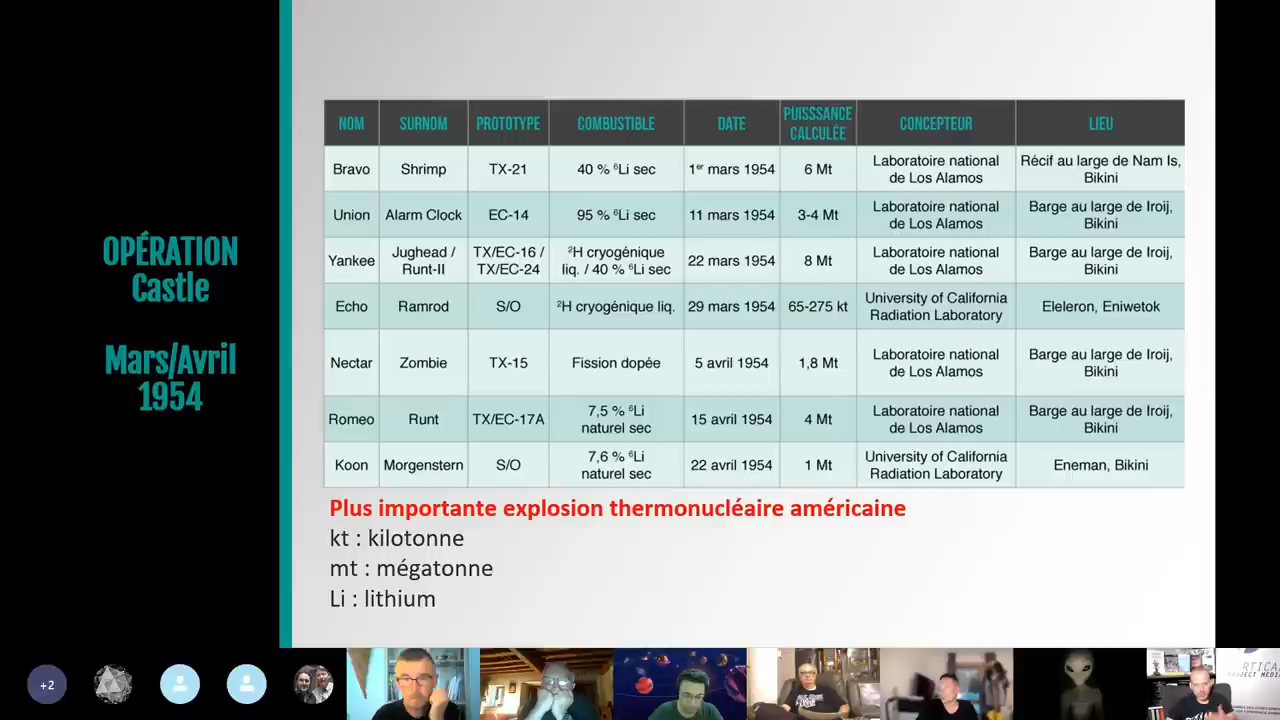 OPÉRATION
Castle
Mars/Avril
1954
NOM SURNOM PROTOTYPE COMBUSTIBLE DATE PUISSSANCE CALCULÉE CONCEPTEUR LIEU
Bravo Shrimp TX-21 40 % ⁶Li sec 1er mars 1954 6 Mt Laboratoire national de Los Alamos Récif au large de Nam Is, Bikini
Union Alarm Clock EC-14 95 % ⁶Li sec 11 mars 1954 3-4 Mt Laboratoire national de Los Alamos Barge au large de Iroij, Bikini
Yankee Jughead / Runt-II TX/EC-16 / TX/EC-24 ²H cryogénique liq. / 40 % ⁶Li sec 22 mars 1954 8 Mt Laboratoire national de Los Alamos Barge au large de Iroij, Bikini
Echo Ramrod S/O ²H cryogénique liq. 29 mars 1954 65-275 kt University of California Radiation Laboratory Eleleron, Eniwetok
Nectar Zombie TX-15 Fission dopée 5 avril 1954 1,8 Mt Laboratoire national de Los Alamos Barge au large de Iroij, Bikini
Romeo Runt TX/EC-17A 7,5 % ⁶Li naturel sec 15 avril 1954 4 Mt Laboratoire national de Los Alamos Barge au large de Iroij, Bikini
Koon Morgenstern S/O 7,6 % ⁶Li naturel sec 22 avril 1954 1 Mt University of California Radiation Laboratory Eneman, Bikini
Plus importante explosion thermonucléaire américaine
kt : kilotonne
mt : mégatonne
Li : lithium
+2